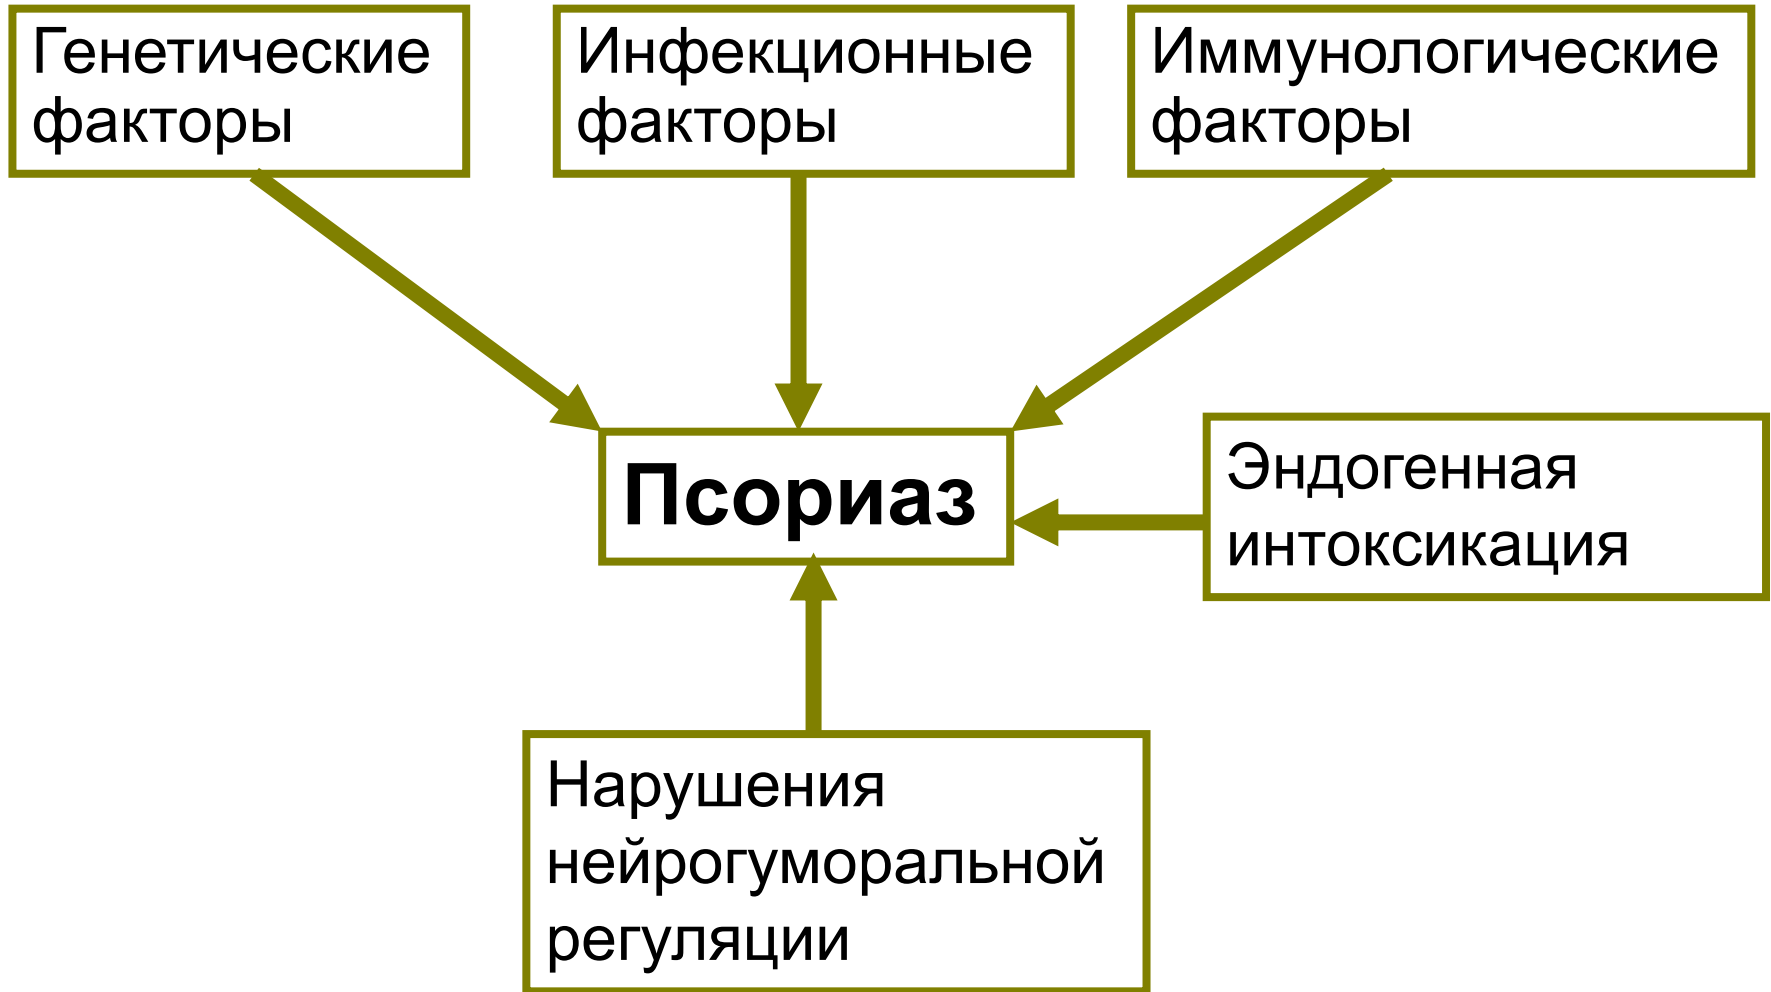 Генетические
факторы
Инфекционные
факторы
Иммунологические
факторы
Псориаз
Эндогенная
интоксикация
Нарушения
нейрогуморальной
регуляции